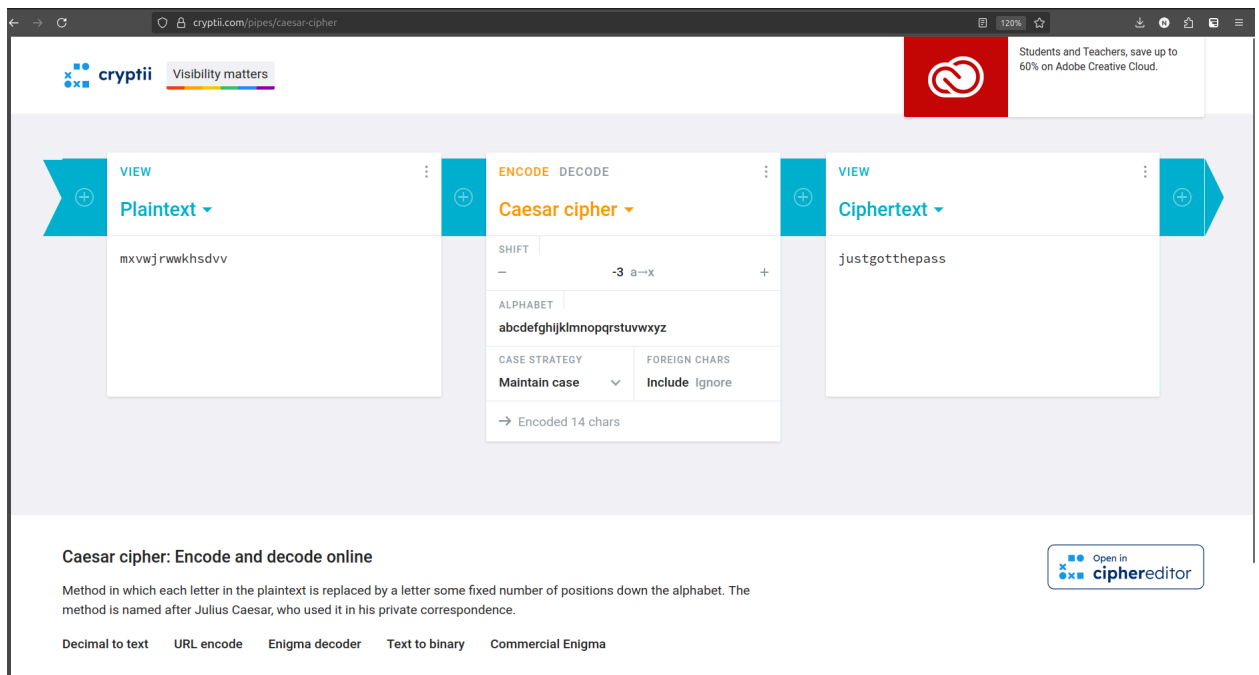 cryptii.com/pipes/caesar-cipher
120%
N
cryptii
Visibility matters
Students and Teachers, save up to
60% on Adobe Creative Cloud.
VIEW
Plaintext
mxvwjrwwkhsdvv
ENCODE DECODE
Caesar cipher
SHIFT
− -3 a→x +
ALPHABET
abcdefghijklmnopqrstuvwxyz
CASE STRATEGY
Maintain case
FOREIGN CHARS
Include Ignore
→ Encoded 14 chars
VIEW
Ciphertext
justgotthepass
Caesar cipher: Encode and decode online
Method in which each letter in the plaintext is replaced by a letter some fixed number of positions down the alphabet. The
method is named after Julius Caesar, who used it in his private correspondence.
Decimal to text URL encode Enigma decoder Text to binary Commercial Enigma
Open in
ciphereditor